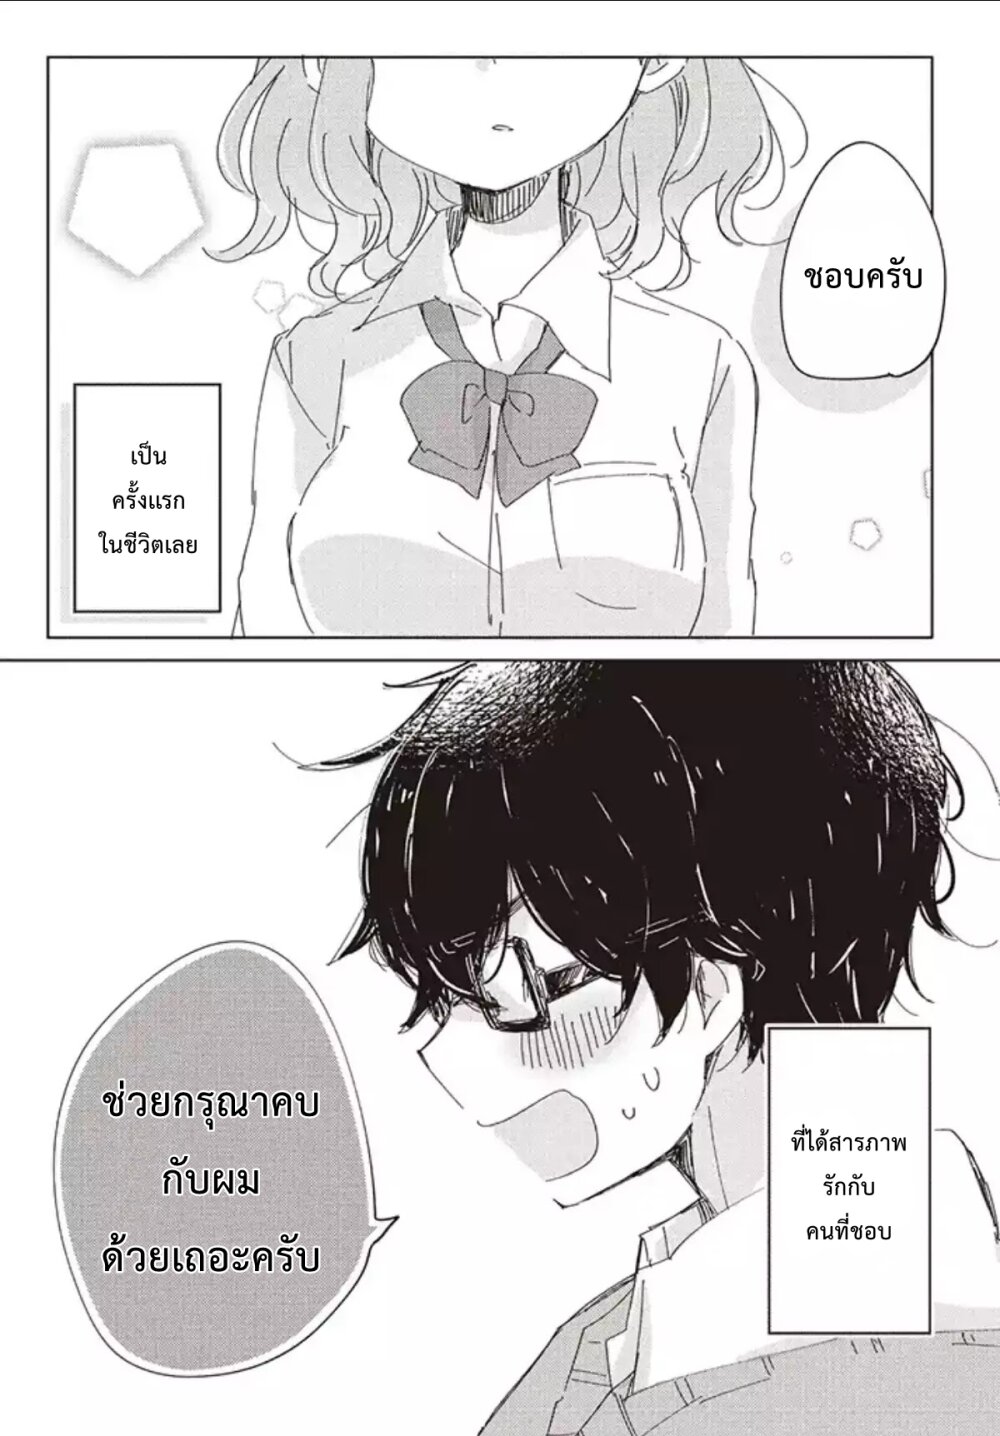 ชอบครับ
เป็น
ครั้งแรก
ในชีวิตเลย
ที่ได้สารภาพ
รักกับ
คนที่ชอบ
ช่วยกรุณาคบ
กับผม
ด้วยเถอะครับ